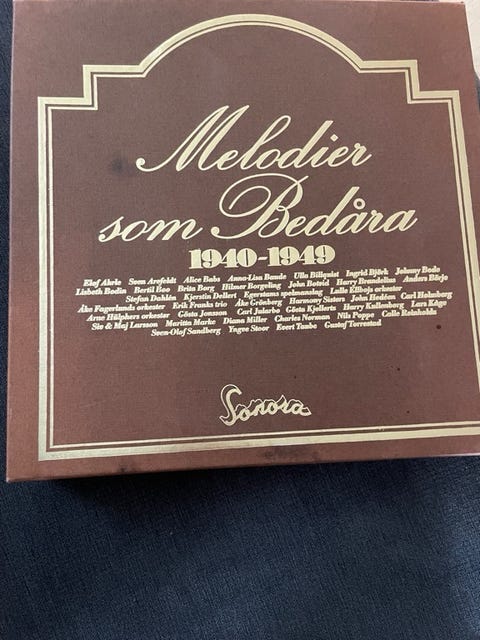 Melodier
som Bedåra
1940-1949
Elof Ahrle Sven Arefeldt Alice Babs Anna-Lisa Baude Ulla Billquist Ingrid Björk Johnny Bode
Lisbeth Bodin Bertil Boo Brita Borg Hilmer Borgeling John Botvid Harry Brandelius Anders Börje
Stefan Dahlén Kjerstin Dellert Egerstams spelmanslag Lulle Ellbojs orkester
Åke Fagerlunds orkester Erik Franks trio Åke Grönberg Harmony Sisters John Hedéen Carl Holmberg
Arne Hülphers orkester Gösta Jonsson Carl Jularbo Gösta Kjellertz Harry Kullenberg Lars Kåge
Siv & Maj Larsson Maritta Marke Diana Miller Charles Norman Nils Poppe Calle Reinholdz
Sven-Olof Sandberg Yngve Stoor Evert Taube Gustaf Torrestad
Sonora